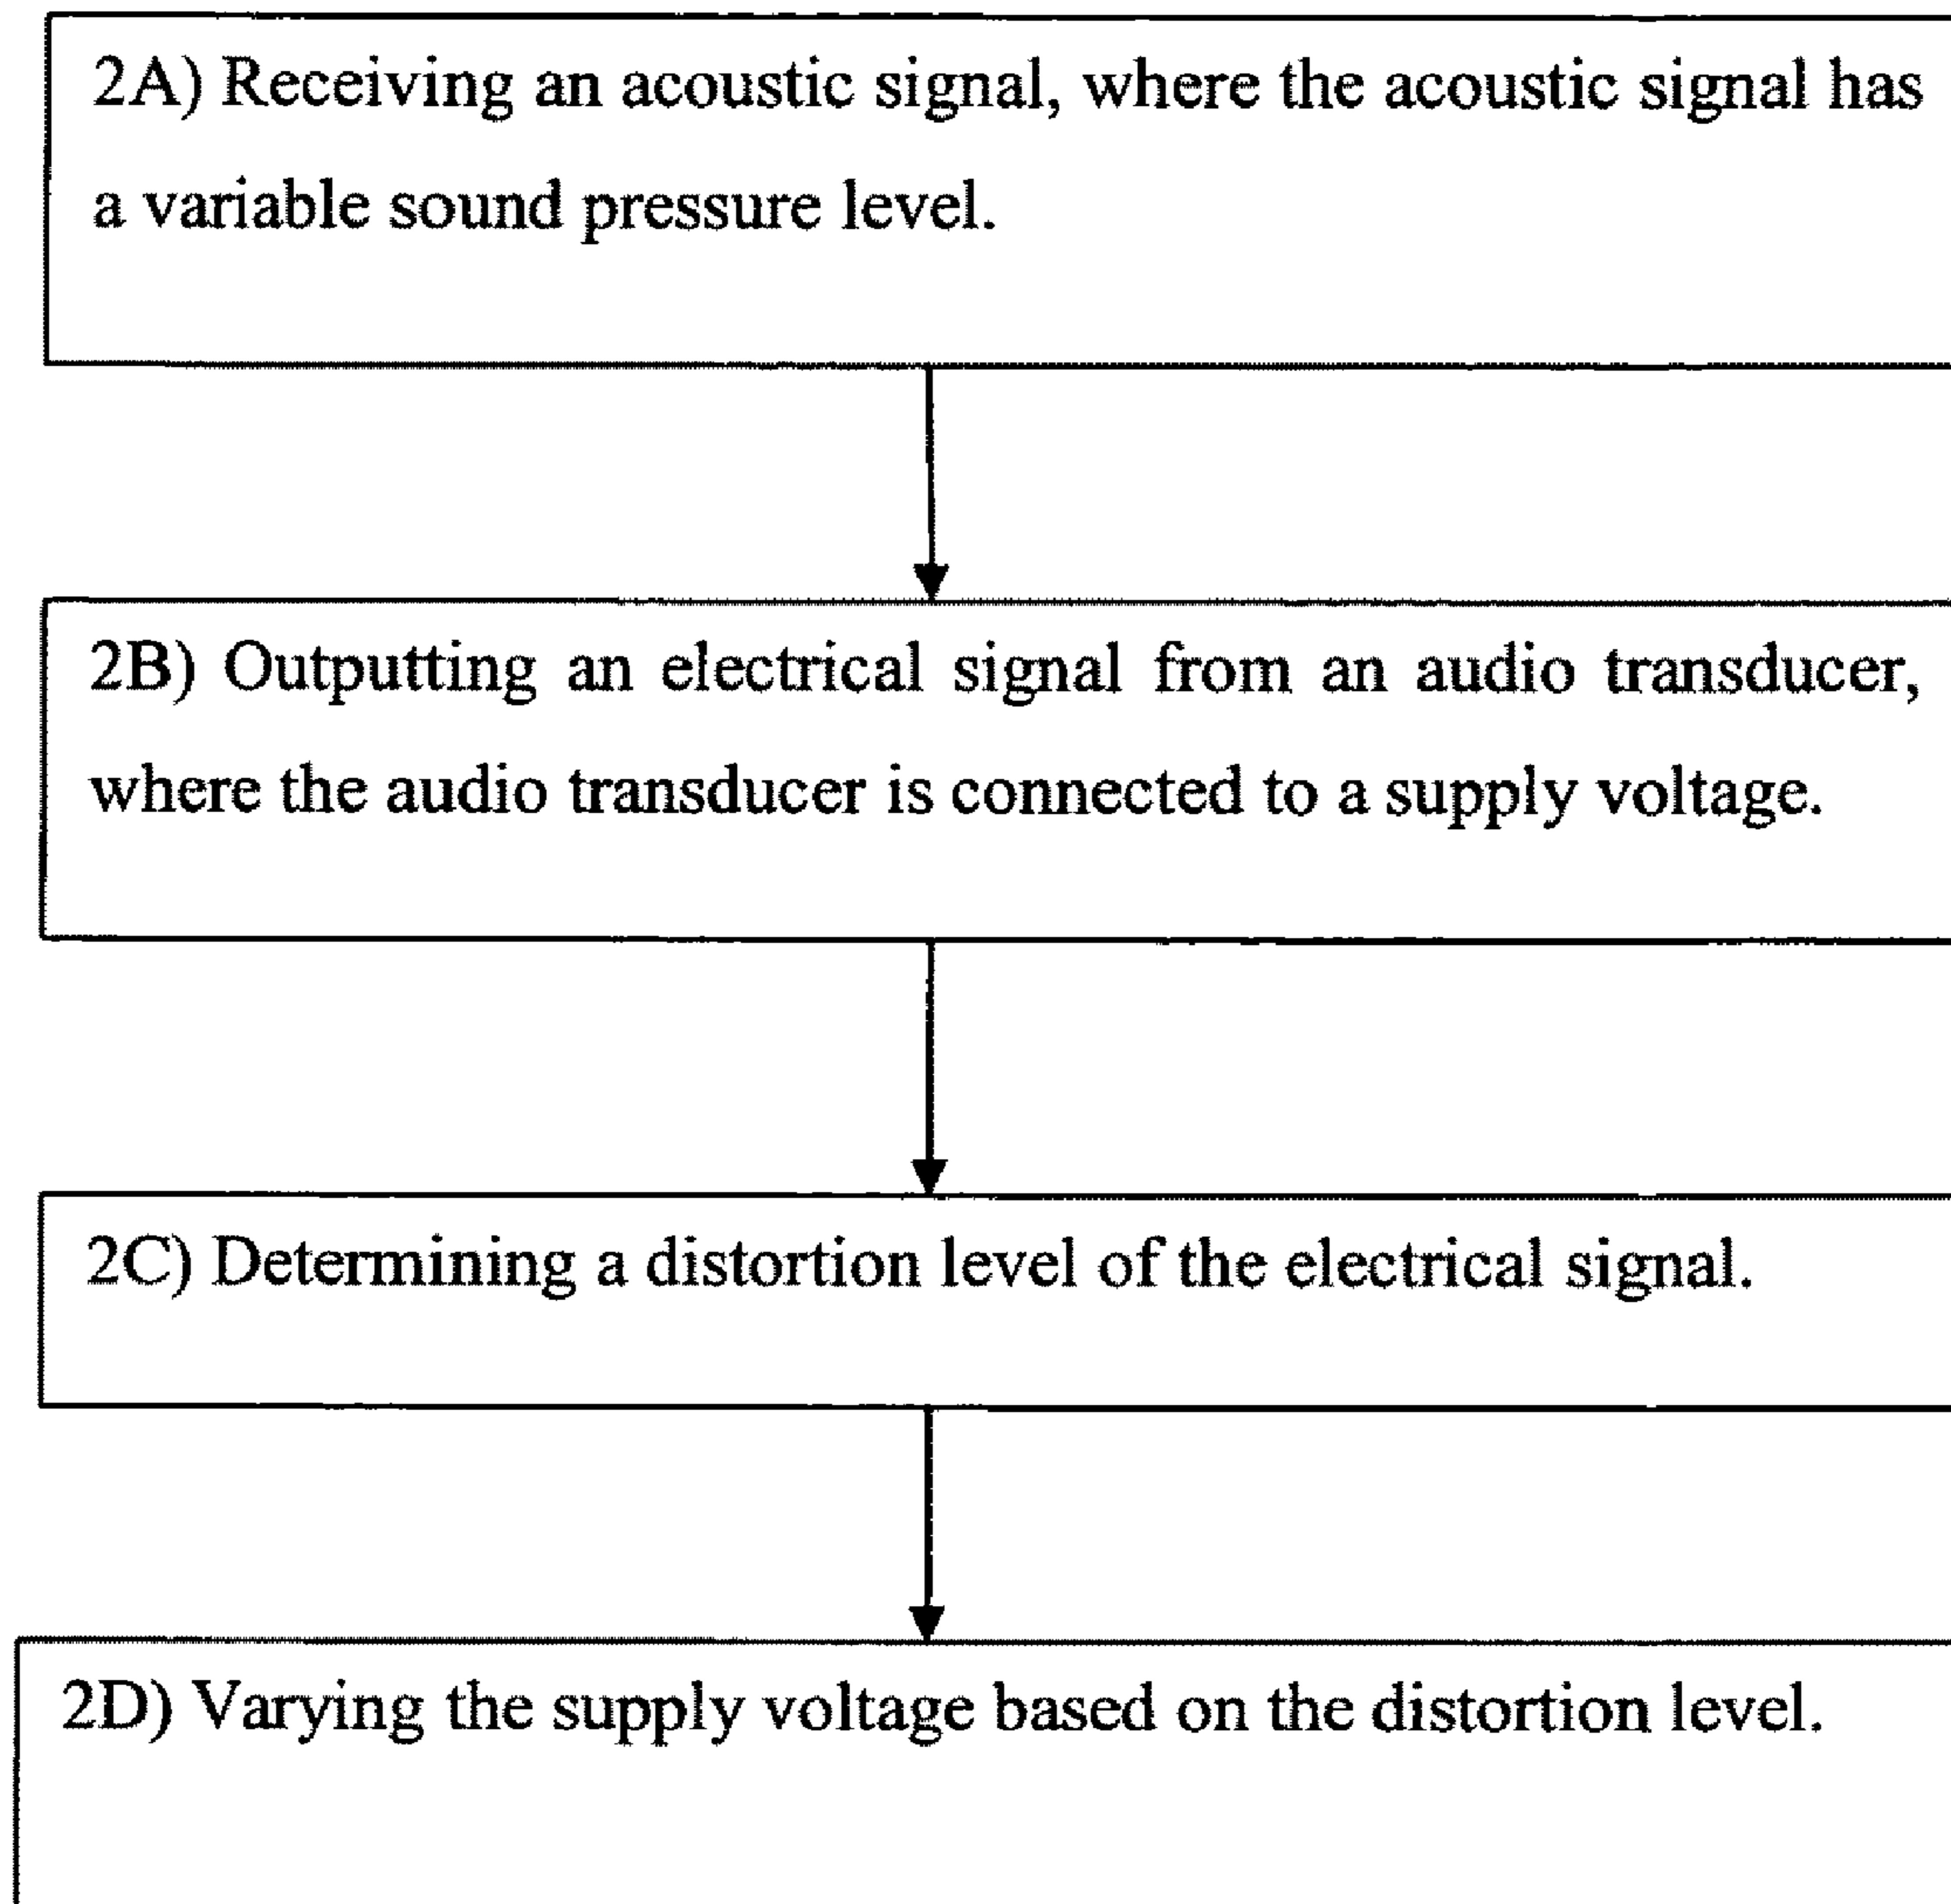 2A) Receiving an acoustic signal, where the acoustic signal has
a variable sound pressure level.
2B) Outputting an electrical signal from an audio transducer,
where the audio transducer is connected to a supply voltage.
2C) Determining a distortion level of the electrical signal.
2D) Varying the supply voltage based on the distortion level.